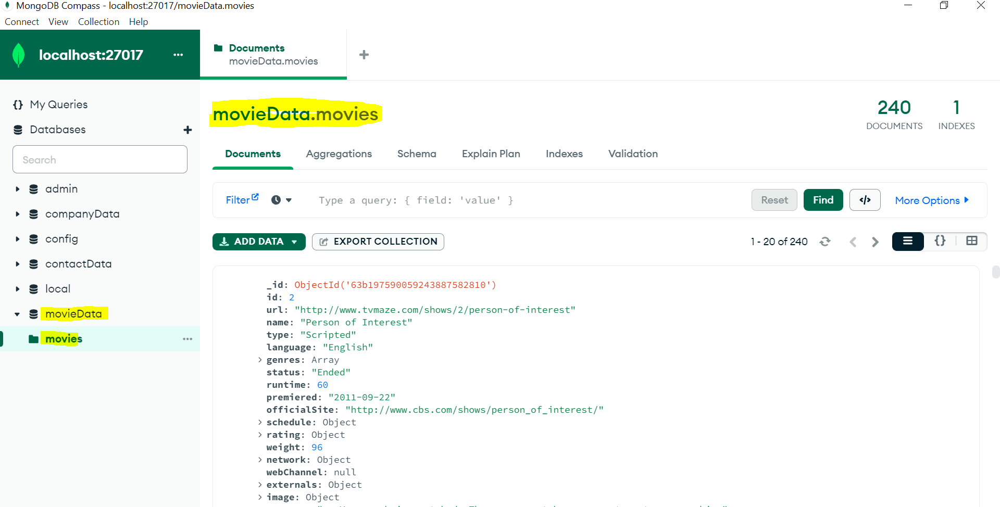 MongoDB Compass - localhost:27017/movieData.movies
Connect View Collection Help
localhost:27017 ...
Documents
movieData.movies
+
{} My Queries
Databases +
Search
admin
companyData
config
contactData
local
movieData
movies ...
movieData.movies
240
DOCUMENTS
1
INDEXES
Documents Aggregations Schema Explain Plan Indexes Validation
Filter Type a query: { field: 'value' } Reset Find </> More Options
ADD DATA EXPORT COLLECTION 1 - 20 of 240 {}
_id: ObjectId('63b197590059243887582810')
id: 2
url: "http://www.tvmaze.com/shows/2/person-of-interest"
name: "Person of Interest"
type: "Scripted"
language: "English"
> genres: Array
status: "Ended"
runtime: 60
premiered: "2011-09-22"
officialSite: "http://www.cbs.com/shows/person_of_interest/"
> schedule: Object
> rating: Object
weight: 96
> network: Object
webChannel: null
> externals: Object
> image: Object